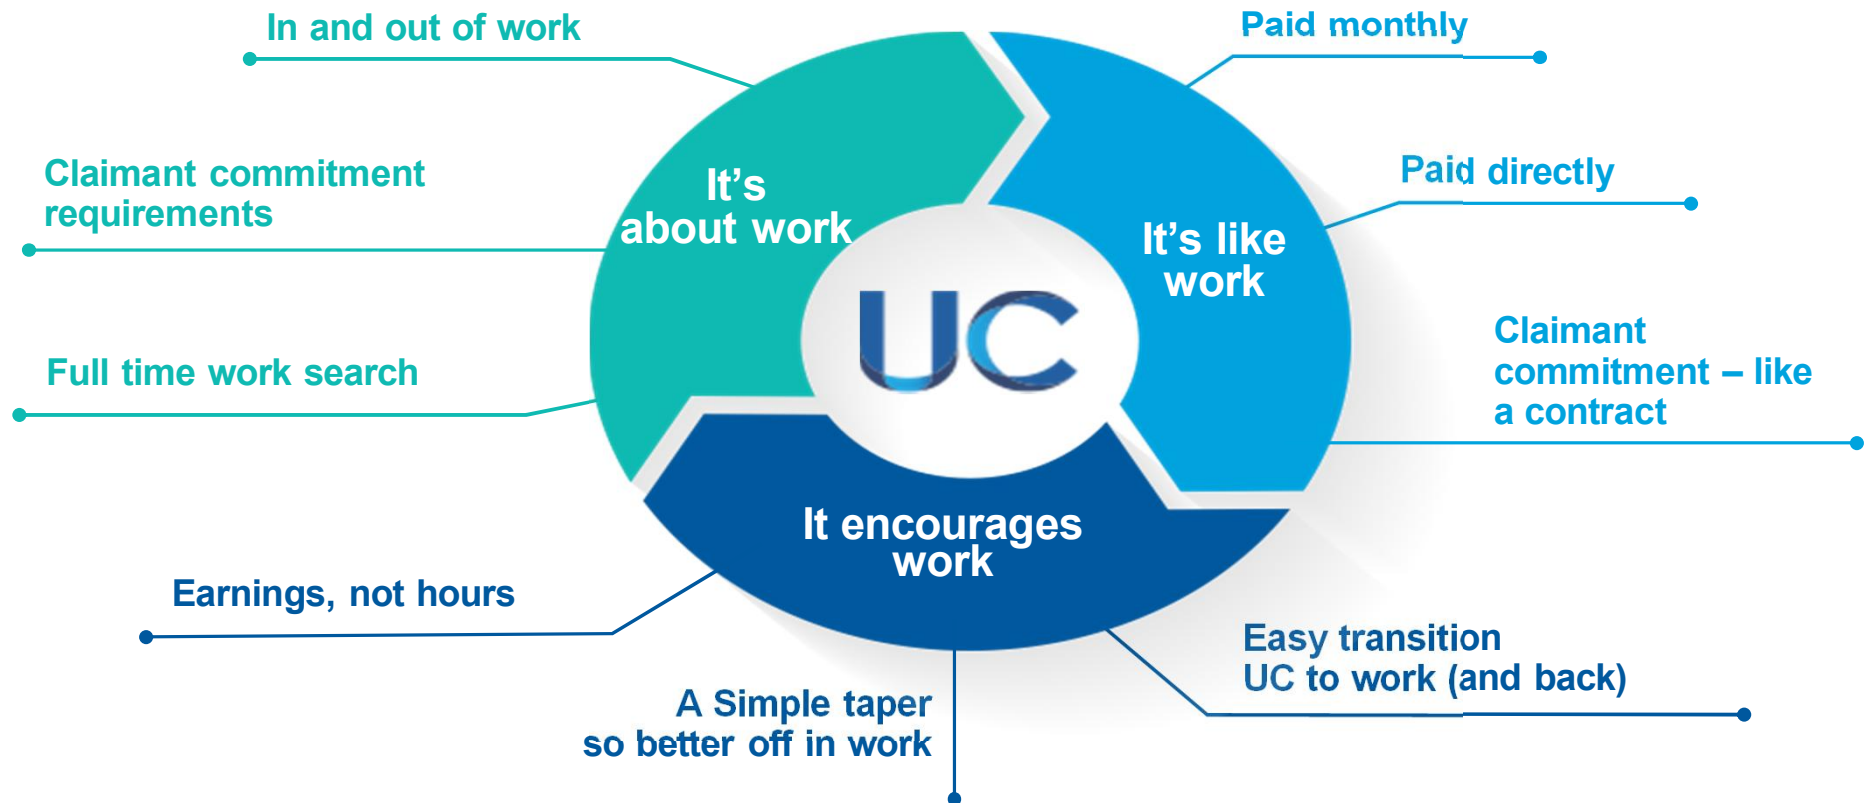 In and out of work
Claimant commitment
requirements
Full time work search
It's
about work
Paid monthly
Paid directly
Claimant
commitment – like
a contract
It's like
work
UC
It encourages
work
Earnings, not hours
A Simple taper
so better off in work
Easy transition
UC to work (and back)